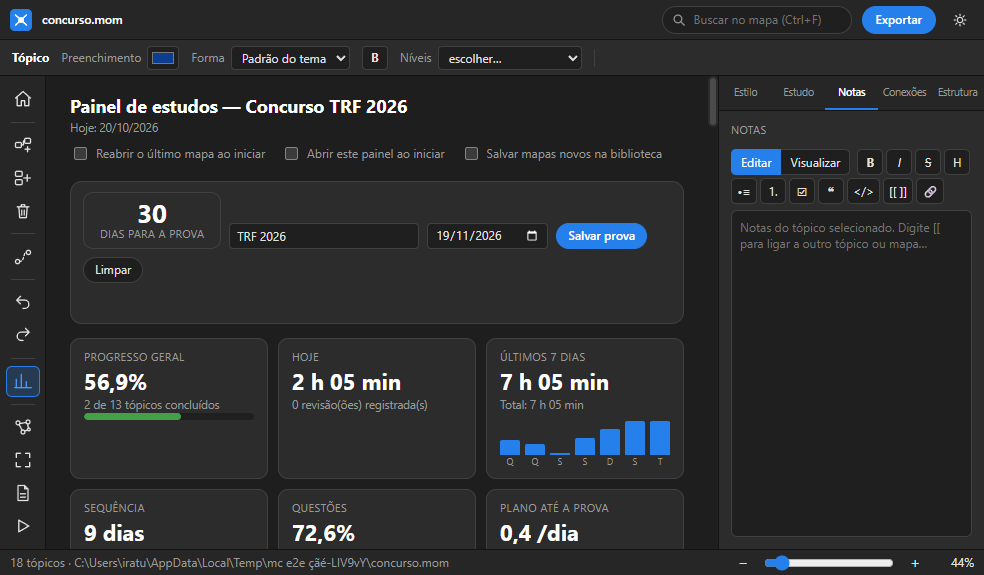 concurso.mom
Buscar no mapa (Ctrl+F)
Exportar
Tópico Preenchimento Forma Padrão do tema B Níveis escolher...
Painel de estudos — Concurso TRF 2026
Hoje: 20/10/2026
Reabrir o último mapa ao iniciar Abrir este painel ao iniciar Salvar mapas novos na biblioteca
30
DIAS PARA A PROVA
TRF 2026
19/11/2026
Salvar prova
Limpar
PROGRESSO GERAL
56,9%
2 de 13 tópicos concluídos
HOJE
2 h 05 min
0 revisão(ões) registrada(s)
ÚLTIMOS 7 DIAS
7 h 05 min
Total: 7 h 05 min
Q Q S S D S T
SEQUÊNCIA
9 dias
QUESTÕES
72,6%
PLANO ATÉ A PROVA
0,4 /dia
Estilo Estudo Notas Conexões Estrutura
NOTAS
Editar Visualizar B I S H
•≡ 1. ☑ ❝ </> [[ ]]
Notas do tópico selecionado. Digite [[
para ligar a outro tópico ou mapa...
18 tópicos · C:\Users\iratu\AppData\Local\Temp\mc e2e çãé-LIV9vY\concurso.mom
− + 44%